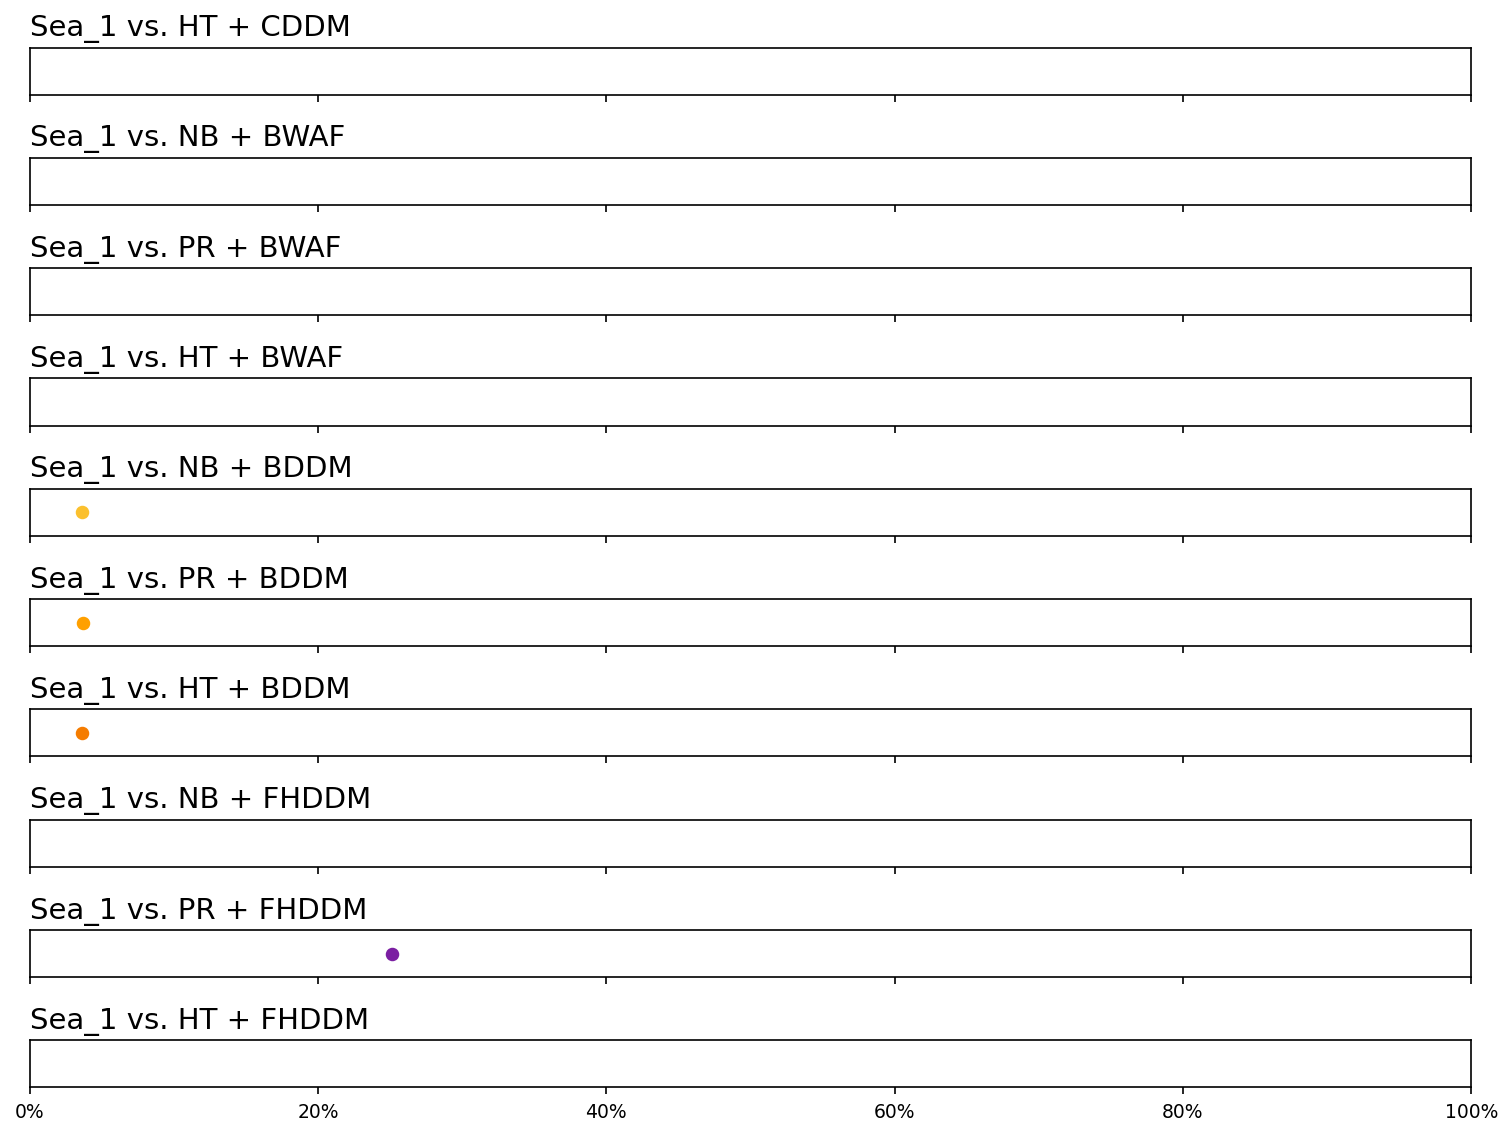 Sea_1 vs. HT + CDDM
Sea_1 vs. NB + BWAF
Sea_1 vs. PR + BWAF
Sea_1 vs. HT + BWAF
Sea_1 vs. NB + BDDM
Sea_1 vs. PR + BDDM
Sea_1 vs. HT + BDDM
Sea_1 vs. NB + FHDDM
Sea_1 vs. PR + FHDDM
Sea_1 vs. HT + FHDDM
0% 20% 40% 60% 80% 100%